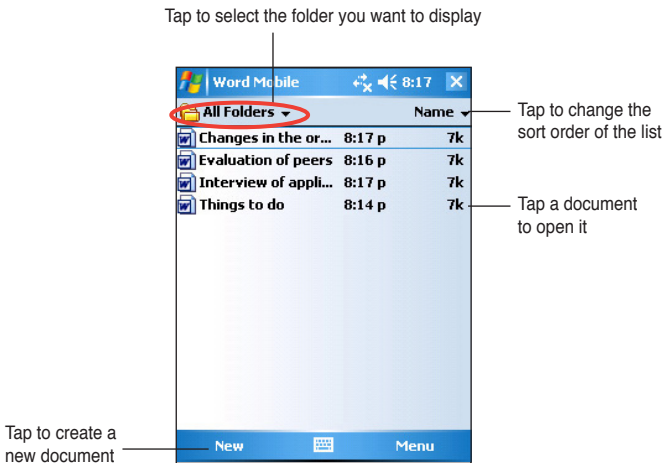 Tap to select the folder you want to display
Word Mobile 8:17
All Folders Name
Tap to change the
sort order of the list
Changes in the or... 8:17 p 7k
Evaluation of peers 8:16 p 7k
Interview of appli... 8:17 p 7k
Things to do 8:14 p 7k
Tap a document
to open it
Tap to create a
new document
New Menu